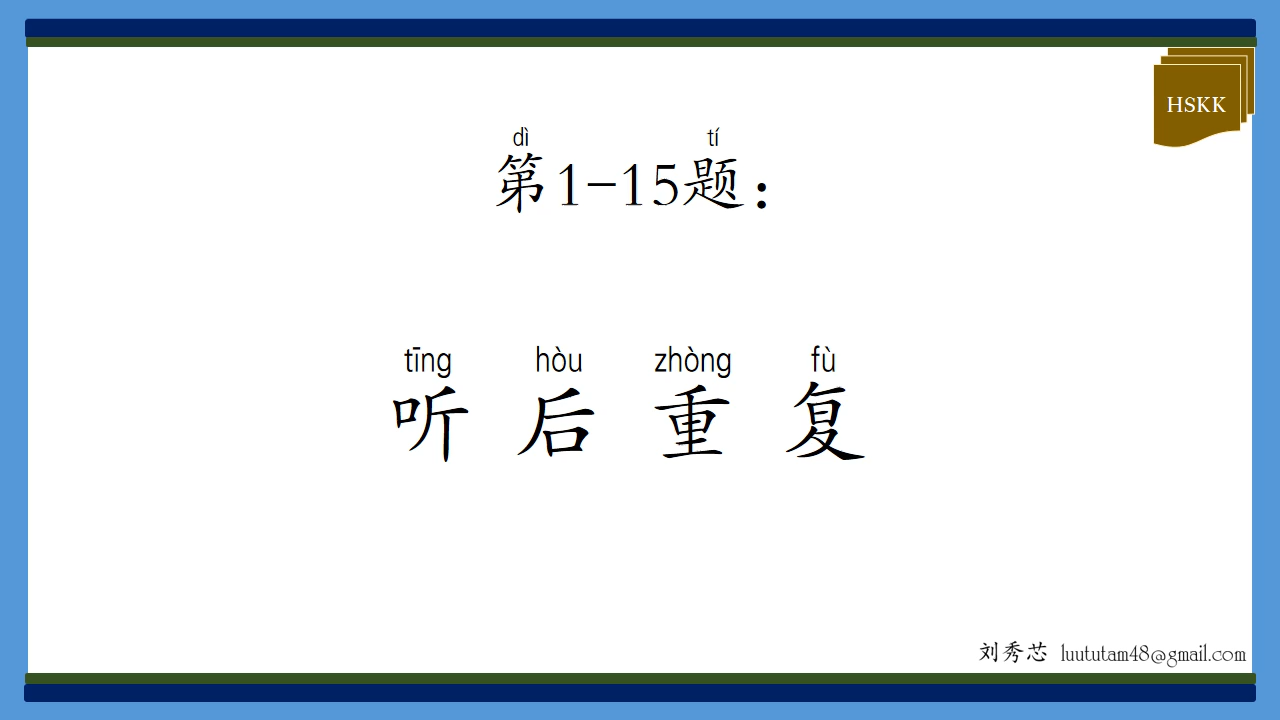 HSKK
dì tí
第1-15题：
tīng hòu zhòng fù
听后重复
刘秀芯 luututam48@gmail.com